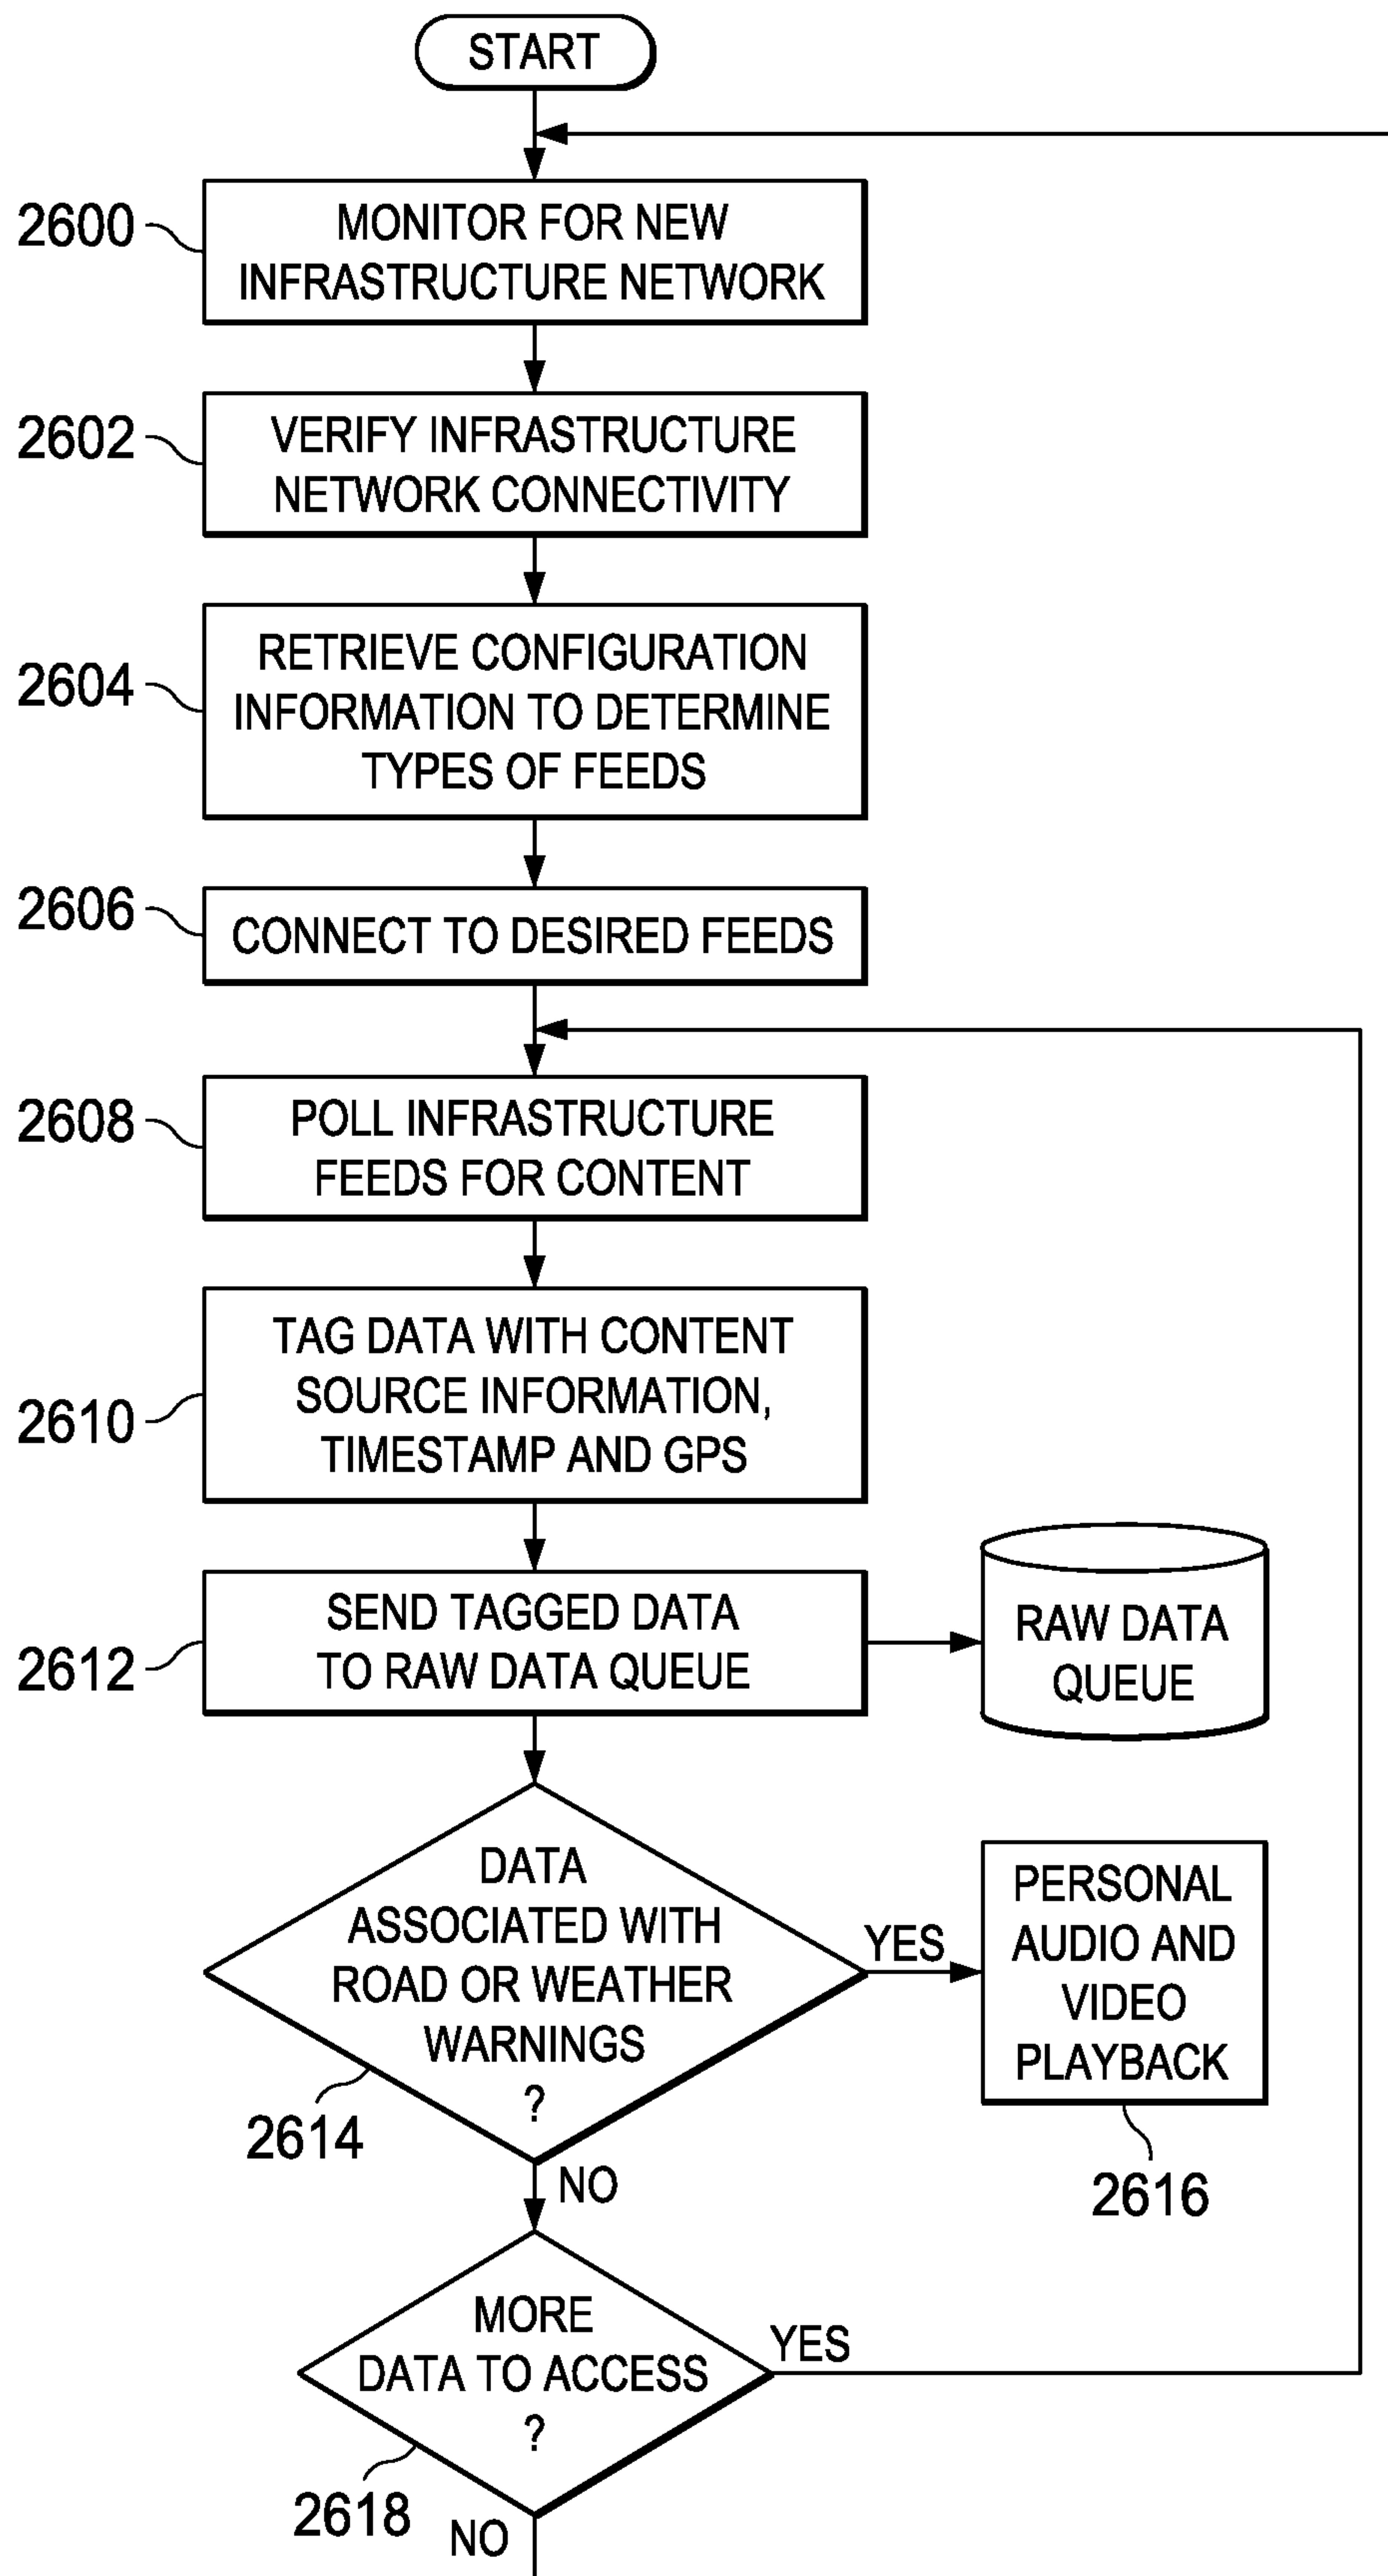 START
2600
MONITOR FOR NEW
INFRASTRUCTURE NETWORK
2602
VERIFY INFRASTRUCTURE
NETWORK CONNECTIVITY
2604
RETRIEVE CONFIGURATION
INFORMATION TO DETERMINE
TYPES OF FEEDS
2606
CONNECT TO DESIRED FEEDS
2608
POLL INFRASTRUCTURE
FEEDS FOR CONTENT
2610
TAG DATA WITH CONTENT
SOURCE INFORMATION,
TIMESTAMP AND GPS
2612
SEND TAGGED DATA
TO RAW DATA QUEUE
RAW DATA
QUEUE
DATA
ASSOCIATED WITH
ROAD OR WEATHER
WARNINGS
?
2614
YES
PERSONAL
AUDIO AND
VIDEO
PLAYBACK
2616
NO
MORE
DATA TO ACCESS
?
2618
YES
NO